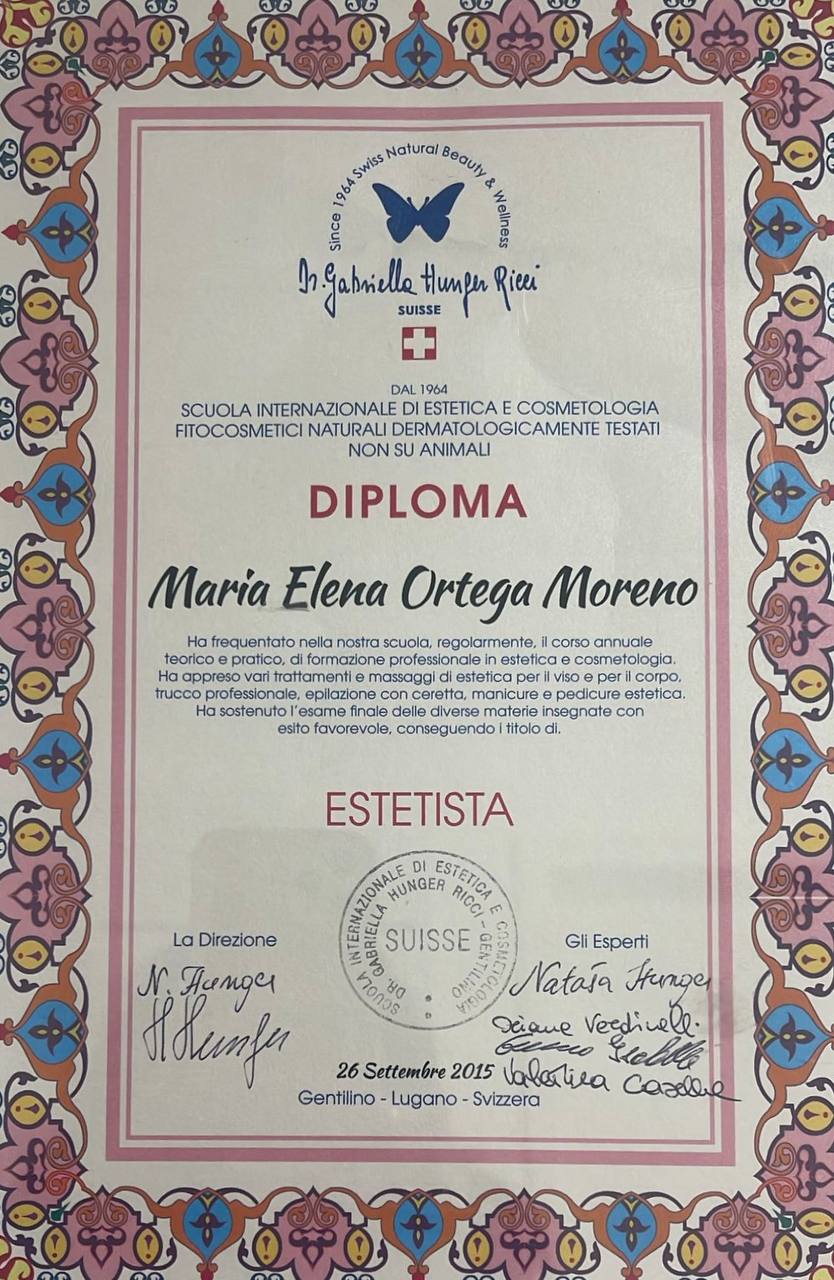 Since 1964 Swiss Natural Beauty & Wellness
Dr. Gabriella Hunger Ricci
SUISSE
DAL 1964
SCUOLA INTERNAZIONALE DI ESTETICA E COSMETOLOGIA
FITOCOSMETICI NATURALI DERMATOLOGICAMENTE TESTATI
NON SU ANIMALI
DIPLOMA
Maria Elena Ortega Moreno
Ha frequentato nella nostra scuola, regolarmente, il corso annuale
teorico e pratico, di formazione professionale in estetica e cosmetologia.
Ha appreso vari trattamenti e massaggi di estetica per il viso e per il corpo,
trucco professionale, epilazione con ceretta, manicure e pedicure estetica.
Ha sostenuto l'esame finale delle diverse materie insegnate con
esito favorevole, conseguendo i titolo di.
ESTETISTA
SCUOLA INTERNAZIONALE DI ESTETICA E COSMETOLOGIA
DR. GABRIELLA HUNGER RICCI - GENTILINO
SUISSE
La Direzione
N. Hunger
H Hunger
Gli Esperti
Natasa Hunger
Valentina
26 Settembre 2015
Gentilino - Lugano - Svizzera